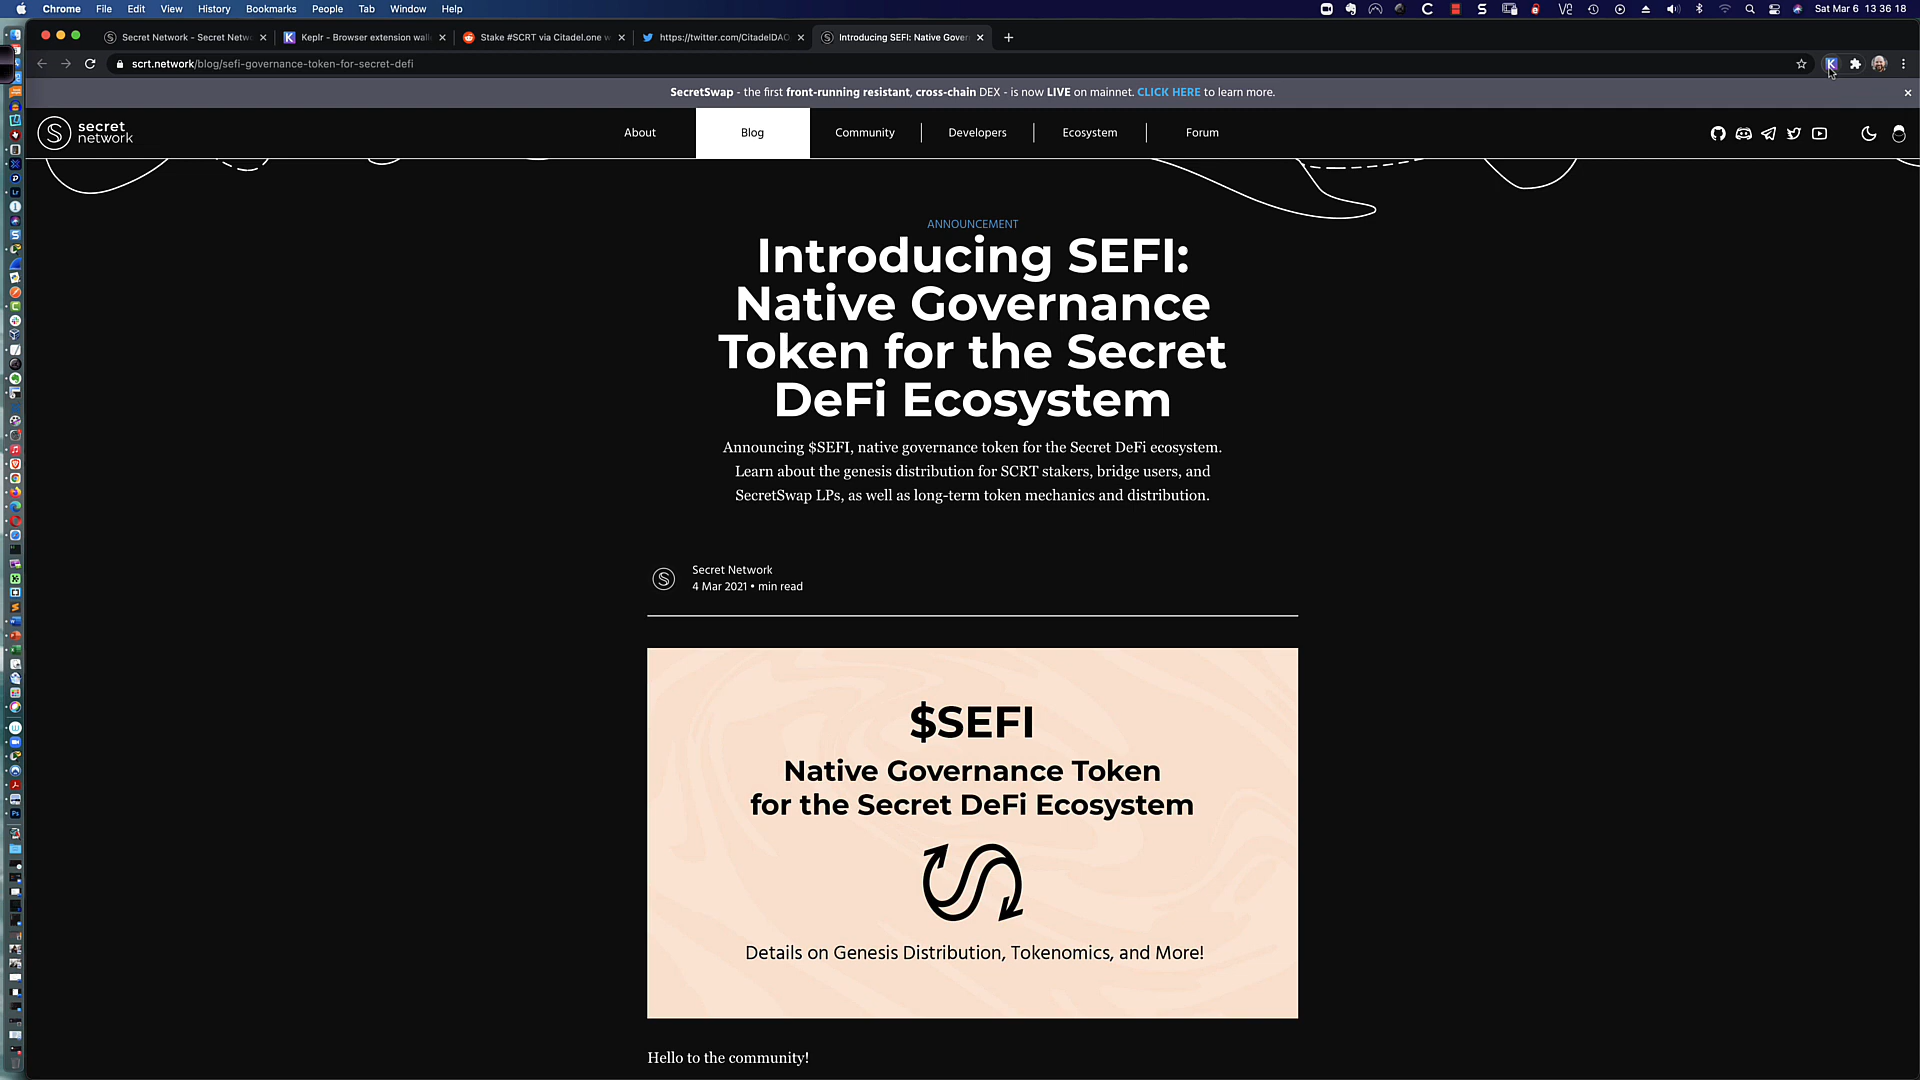 Chrome File Edit View History Bookmarks People Tab Window Help
Sat Mar 6 13 36 18
Secret Network - Secret Netw
Keplr - Browser extension wall
Stake #SCRT via Citadel.one w
https://twitter.com/CitadelDAO
Introducing SEFI: Native Gover
scrt.network/blog/sefi-governance-token-for-secret-defi
SecretSwap - the first front-running resistant, cross-chain DEX - is now LIVE on mainnet. CLICK HERE to learn more.
secret
network
About
Blog
Community
Developers
Ecosystem
Forum
ANNOUNCEMENT
Introducing SEFI:
Native Governance
Token for the Secret
DeFi Ecosystem
Announcing $SEFI, native governance token for the Secret DeFi ecosystem.
Learn about the genesis distribution for SCRT stakers, bridge users, and
SecretSwap LPs, as well as long-term token mechanics and distribution.
Secret Network
4 Mar 2021 • min read
$SEFI
Native Governance Token
for the Secret DeFi Ecosystem
Details on Genesis Distribution, Tokenomics, and More!
Hello to the community!